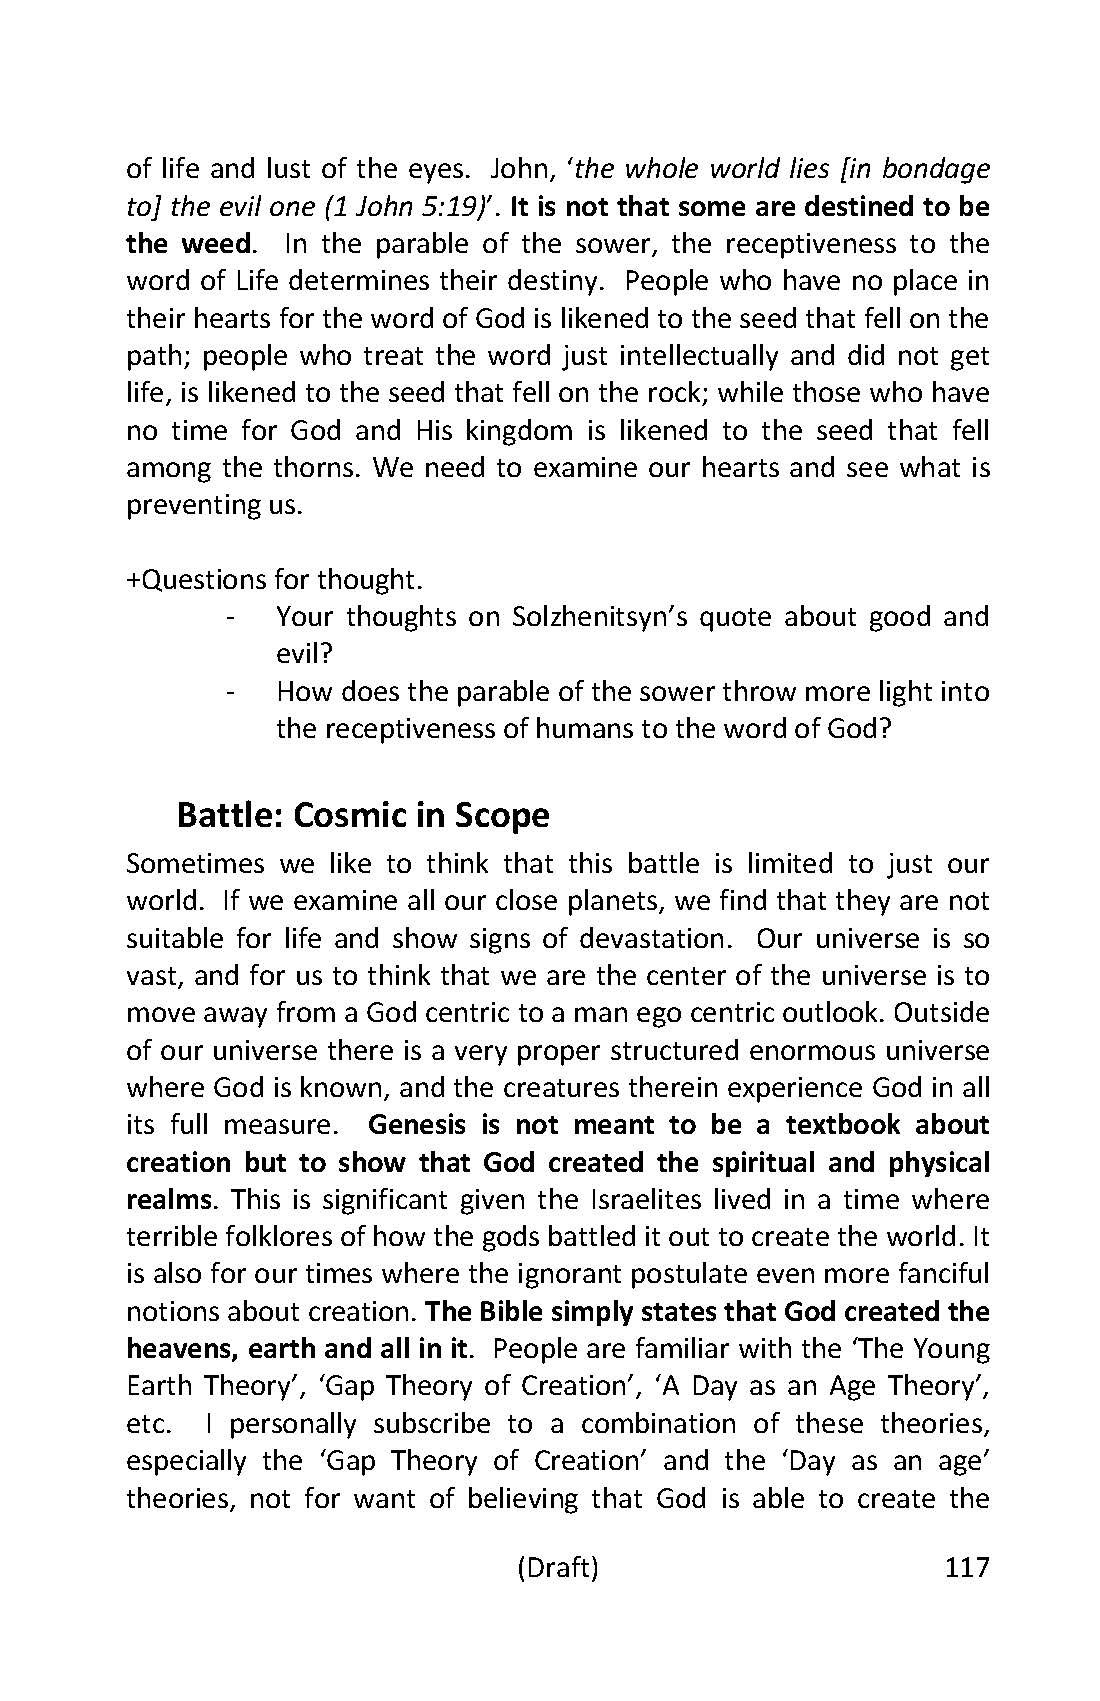 of life and lust of the eyes. John, ‘the whole world lies [in bondage
to] the evil one (1 John 5:19)’. It is not that some are destined to be
the weed. In the parable of the sower, the receptiveness to the
word of Life determines their destiny. People who have no place in
their hearts for the word of God is likened to the seed that fell on the
path; people who treat the word just intellectually and did not get
life, is likened to the seed that fell on the rock; while those who have
no time for God and His kingdom is likened to the seed that fell
among the thorns. We need to examine our hearts and see what is
preventing us.
+Questions for thought.
- Your thoughts on Solzhenitsyn’s quote about good and
evil?
- How does the parable of the sower throw more light into
the receptiveness of humans to the word of God?
Battle: Cosmic in Scope
Sometimes we like to think that this battle is limited to just our
world. If we examine all our close planets, we find that they are not
suitable for life and show signs of devastation. Our universe is so
vast, and for us to think that we are the center of the universe is to
move away from a God centric to a man ego centric outlook. Outside
of our universe there is a very proper structured enormous universe
where God is known, and the creatures therein experience God in all
its full measure. Genesis is not meant to be a textbook about
creation but to show that God created the spiritual and physical
realms. This is significant given the Israelites lived in a time where
terrible folklores of how the gods battled it out to create the world. It
is also for our times where the ignorant postulate even more fanciful
notions about creation. The Bible simply states that God created the
heavens, earth and all in it. People are familiar with the ‘The Young
Earth Theory’, ‘Gap Theory of Creation’, ‘A Day as an Age Theory’,
etc. I personally subscribe to a combination of these theories,
especially the ‘Gap Theory of Creation’ and the ‘Day as an age’
theories, not for want of believing that God is able to create the
(Draft) 117